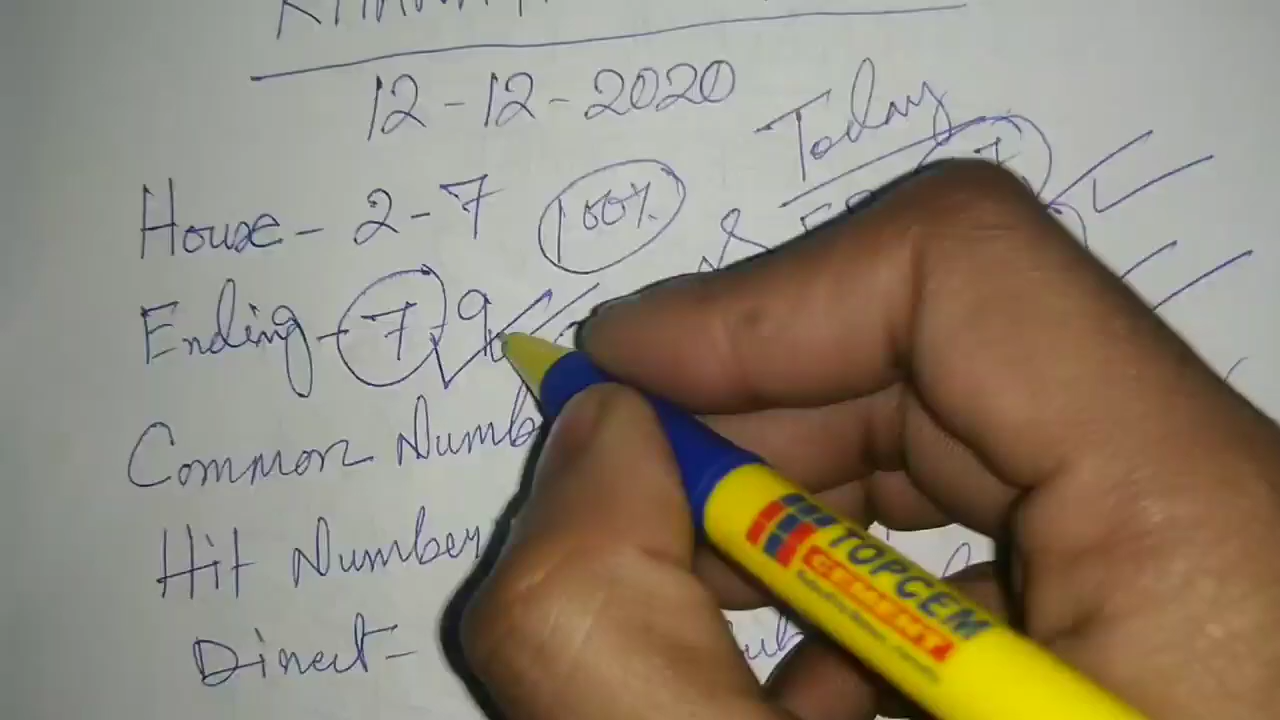 12-12-2020
Today
House - 2-7 100%
Ending - 7, 9
Common Numb
Hit Number
Direct -
TOPCEM
CEMENT